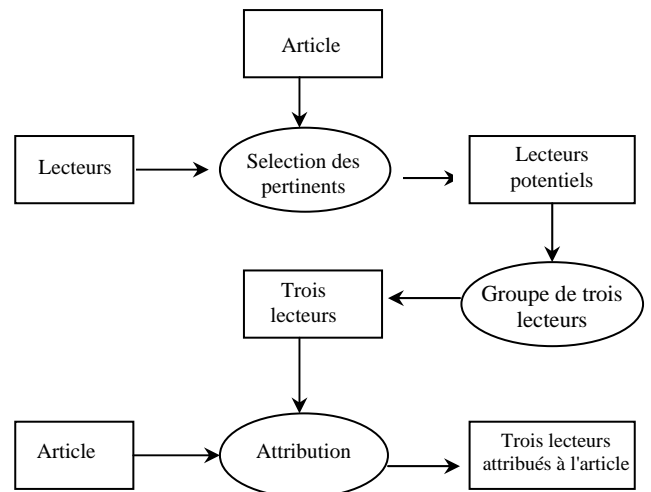 Article
Lecteurs
Selection des
pertinents
Lecteurs
potentiels
Trois
lecteurs
Groupe de trois
lecteurs
Article
Attribution
Trois lecteurs
attribués à l'article